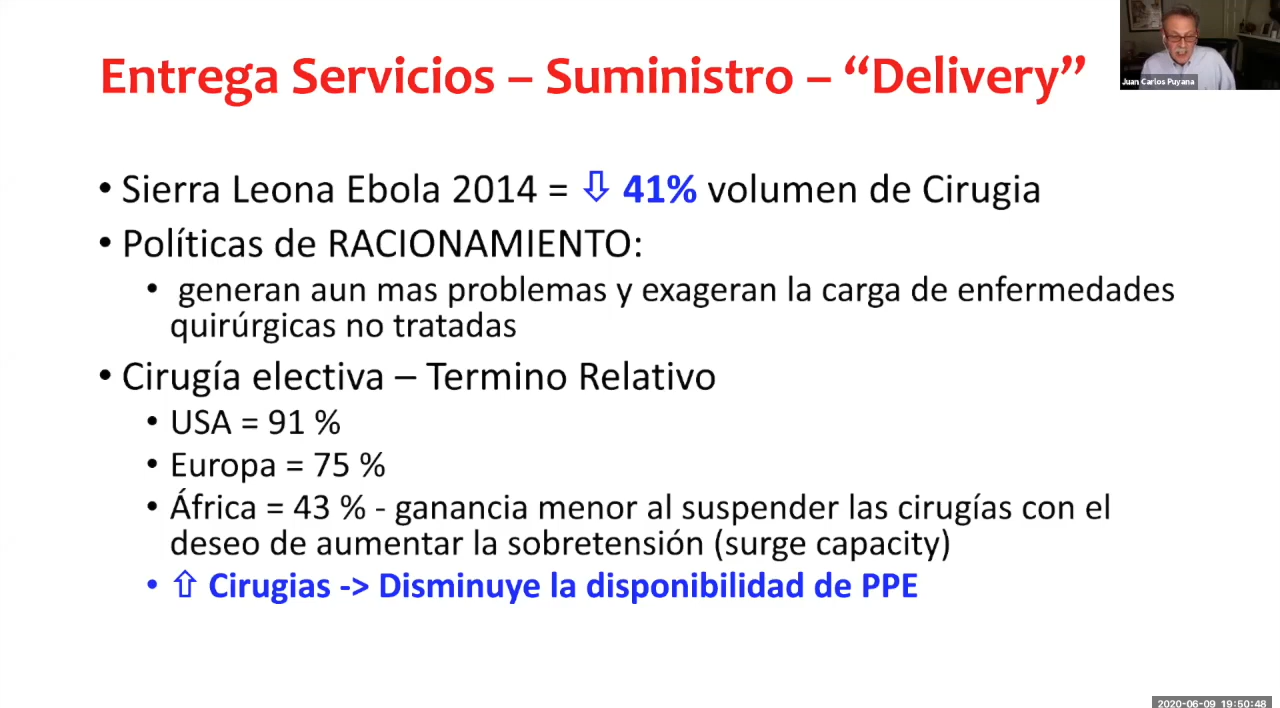 Entrega Servicios – Suministro – “Delivery”
Juan Carlos Puyana
• Sierra Leona Ebola 2014 = ⇩ 41% volumen de Cirugia
• Políticas de RACIONAMIENTO:
• generan aun mas problemas y exageran la carga de enfermedades
quirúrgicas no tratadas
• Cirugía electiva – Termino Relativo
• USA = 91 %
• Europa = 75 %
• África = 43 % - ganancia menor al suspender las cirugías con el
deseo de aumentar la sobretensión (surge capacity)
• ⇧ Cirugias -> Disminuye la disponibilidad de PPE
2020-06-09 19:50:48